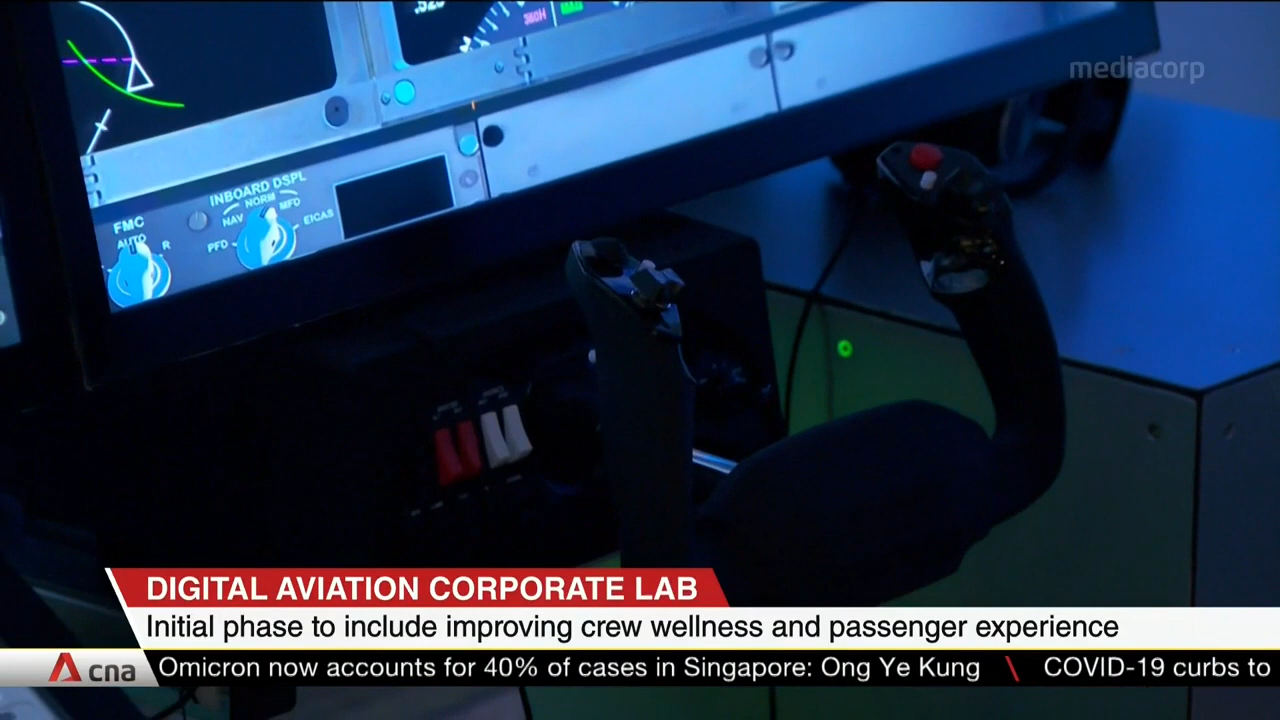 mediacorp
INBOARD DSPL
NORM
NAV
MFD
PFD
EICAS
FMC
AUTO
R
DIGITAL AVIATION CORPORATE LAB
Initial phase to include improving crew wellness and passenger experience
cna
Omicron now accounts for 40% of cases in Singapore: Ong Ye Kung \ COVID-19 curbs to